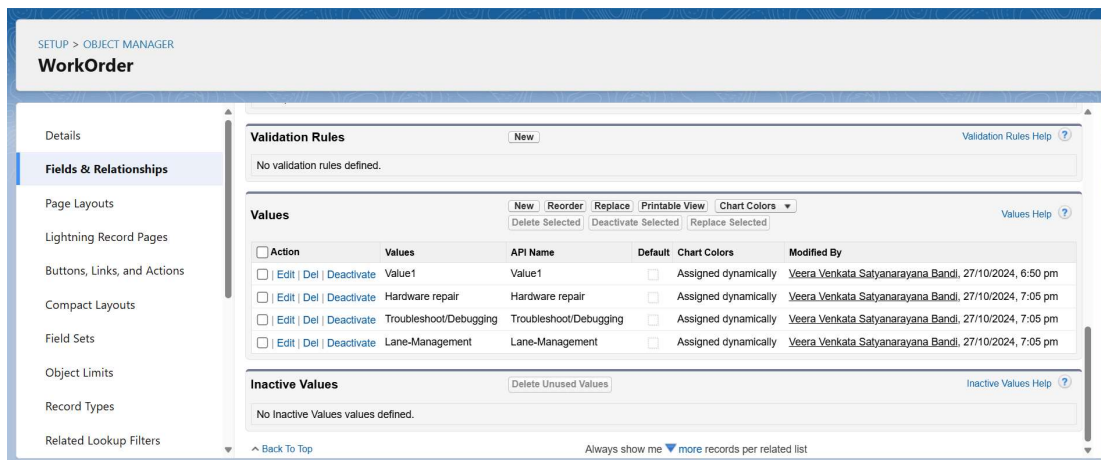 SETUP > OBJECT MANAGER
WorkOrder
Details
Fields & Relationships
Page Layouts
Lightning Record Pages
Buttons, Links, and Actions
Compact Layouts
Field Sets
Object Limits
Record Types
Related Lookup Filters
Validation Rules New Validation Rules Help ?
No validation rules defined.
Values New Reorder Replace Printable View Chart Colors ▼ Values Help ?
Delete Selected Deactivate Selected Replace Selected
Action Values API Name Default Chart Colors Modified By
| Edit | Del | Deactivate Value1 Value1 Assigned dynamically Veera Venkata Satyanarayana Bandi, 27/10/2024, 6:50 pm
| Edit | Del | Deactivate Hardware repair Hardware repair Assigned dynamically Veera Venkata Satyanarayana Bandi, 27/10/2024, 7:05 pm
| Edit | Del | Deactivate Troubleshoot/Debugging Troubleshoot/Debugging Assigned dynamically Veera Venkata Satyanarayana Bandi, 27/10/2024, 7:05 pm
| Edit | Del | Deactivate Lane-Management Lane-Management Assigned dynamically Veera Venkata Satyanarayana Bandi, 27/10/2024, 7:05 pm
Inactive Values Delete Unused Values Inactive Values Help ?
No Inactive Values values defined.
^ Back To Top Always show me ▼ more records per related list